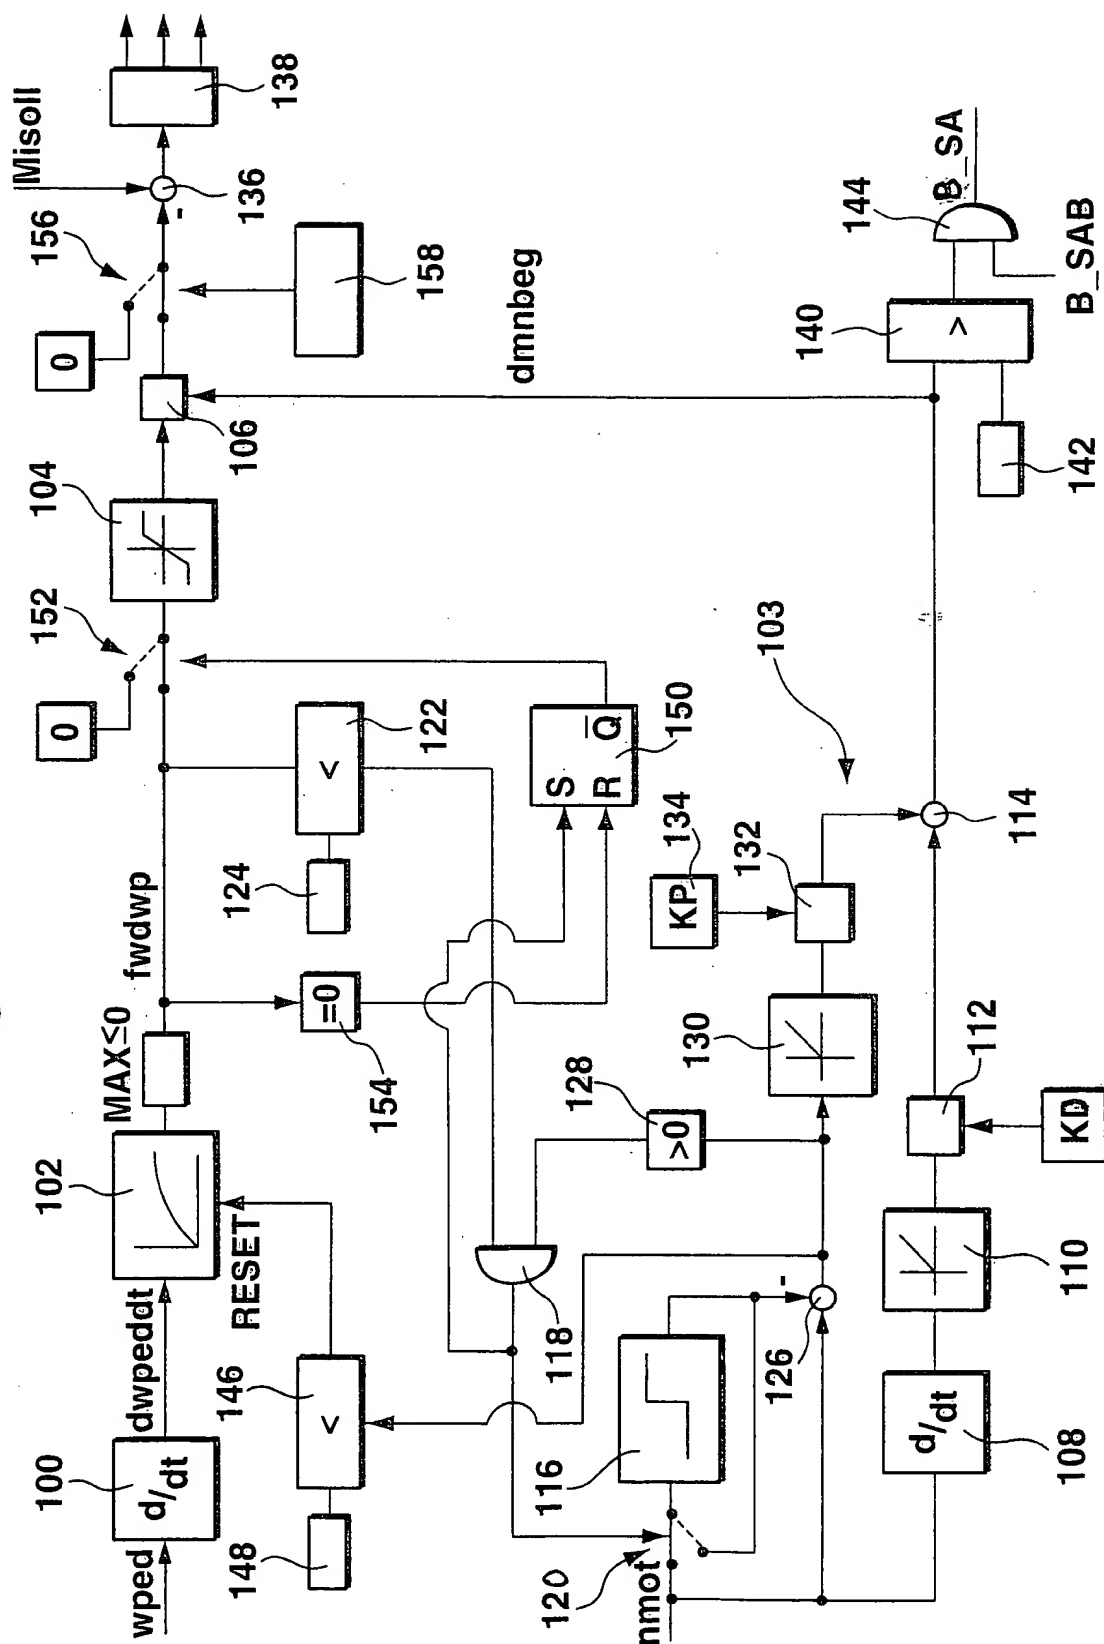 wped
100
d/dt
dwpeddt
102
MAX≤0
fwdwp
0
152
104
106
0
156
Misoll
136
-
138
148
146
<
RESET
=0
154
124
<
122
S
R
Q̅
150
158
dmnbeg
118
128
>0
120
nmot
116
-
126
130
KP
134
132
103
114
108
d/dt
110
112
KD
140
>
142
144
B_SA
B_SAB